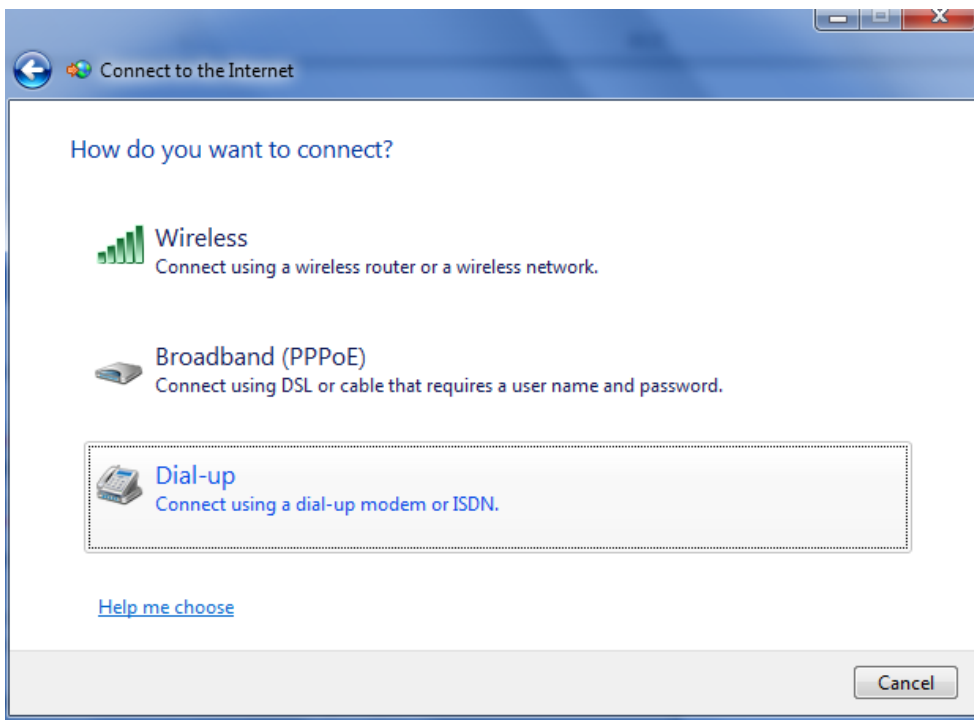 Connect to the Internet
How do you want to connect?
Wireless
Connect using a wireless router or a wireless network.
Broadband (PPPoE)
Connect using DSL or cable that requires a user name and password.
Dial-up
Connect using a dial-up modem or ISDN.
Help me choose
Cancel